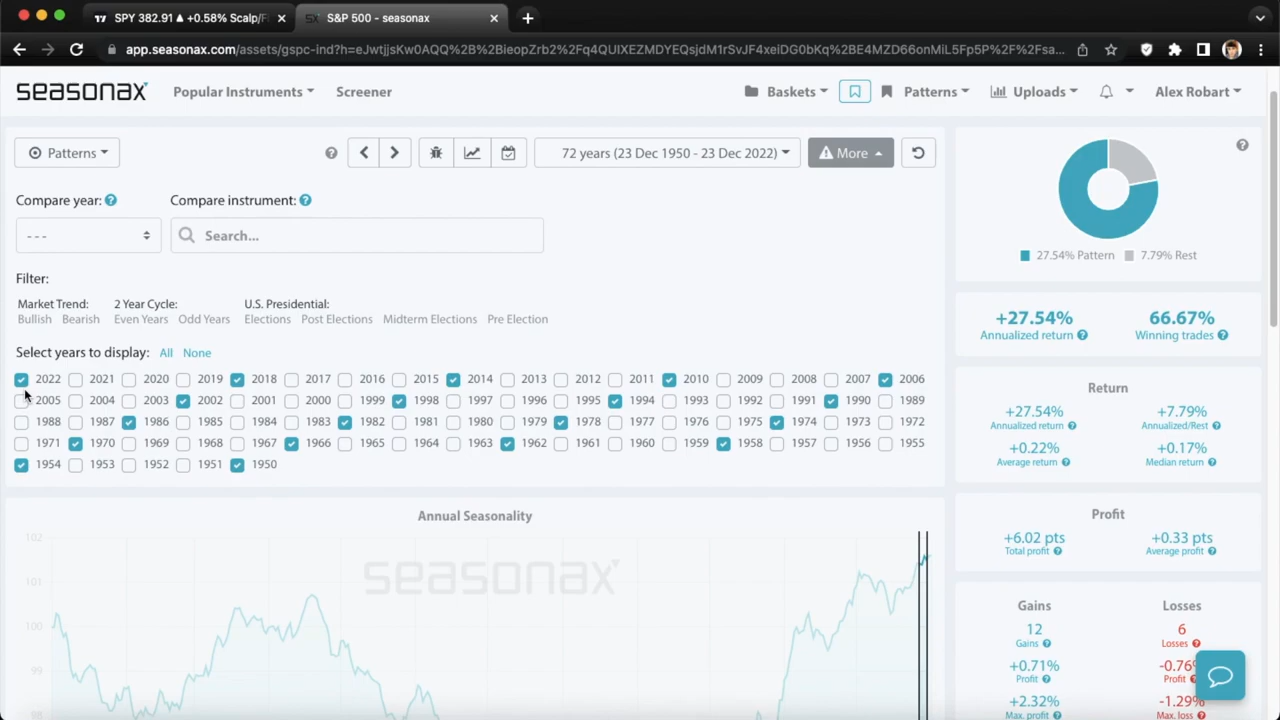 SPY 382.91 ▲ +0.58% Scalp/Fi
S&P 500 - seasonax
app.seasonax.com/assets/gspc-ind?h=eJwtjjsKw0AQQ%2B%2BieopZrb2%2Fq4QUIXEZMDYEQsjdM1rSvJF4xeiDG0bKq%2BE4MZD66onMiL5Fp5P%2F%2Fsa...
seasonax
Popular Instruments
Screener
Baskets
Patterns
Uploads
Alex Robart
Patterns
72 years (23 Dec 1950 - 23 Dec 2022)
More
Compare year:
Compare instrument:
- - -
Search...
Filter:
Market Trend: 2 Year Cycle: U.S. Presidential:
Bullish Bearish Even Years Odd Years Elections Post Elections Midterm Elections Pre Election
Select years to display: All None
2022 2021 2020 2019 2018 2017 2016 2015 2014 2013 2012 2011 2010 2009 2008 2007 2006
2005 2004 2003 2002 2001 2000 1999 1998 1997 1996 1995 1994 1993 1992 1991 1990 1989
1988 1987 1986 1985 1984 1983 1982 1981 1980 1979 1978 1977 1976 1975 1974 1973 1972
1971 1970 1969 1968 1967 1966 1965 1964 1963 1962 1961 1960 1959 1958 1957 1956 1955
1954 1953 1952 1951 1950
Annual Seasonality
102
101
100
99
98
seasonax
27.54% Pattern 7.79% Rest
+27.54% 66.67%
Annualized return Winning trades
Return
+27.54% +7.79%
Annualized return Annualized/Rest
+0.22% +0.17%
Average return Median return
Profit
+6.02 pts +0.33 pts
Total profit Average profit
Gains Losses
12 6
Gains Losses
+0.71% -0.76%
Profit Profit
+2.32% -1.29%
Max. profit Max. loss